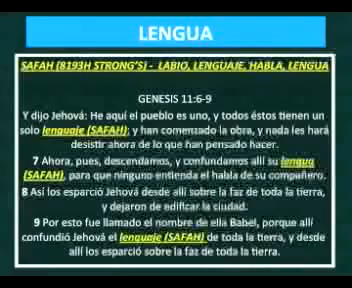 LENGUA
SAFAH (8193H STRONG'S) - LABIO, LENGUAJE, HABLA, LENGUA
GENESIS 11:6-9
Y dijo Jehová: He aquí el pueblo es uno, y todos éstos tienen un
solo lenguaje (SAFAH); y han comenzado la obra, y nada les hará
desistir ahora de lo que han pensado hacer.
7 Ahora, pues, descendamos, y confundamos allí su lengua
(SAFAH), para que ninguno entienda el habla de su compañero.
8 Así los esparció Jehová desde allí sobre la faz de toda la tierra,
y dejaron de edificar la ciudad.
9 Por esto fue llamado el nombre de ella Babel, porque allí
confundió Jehová el lenguaje (SAFAH) de toda la tierra, y desde
allí los esparció sobre la faz de toda la tierra.